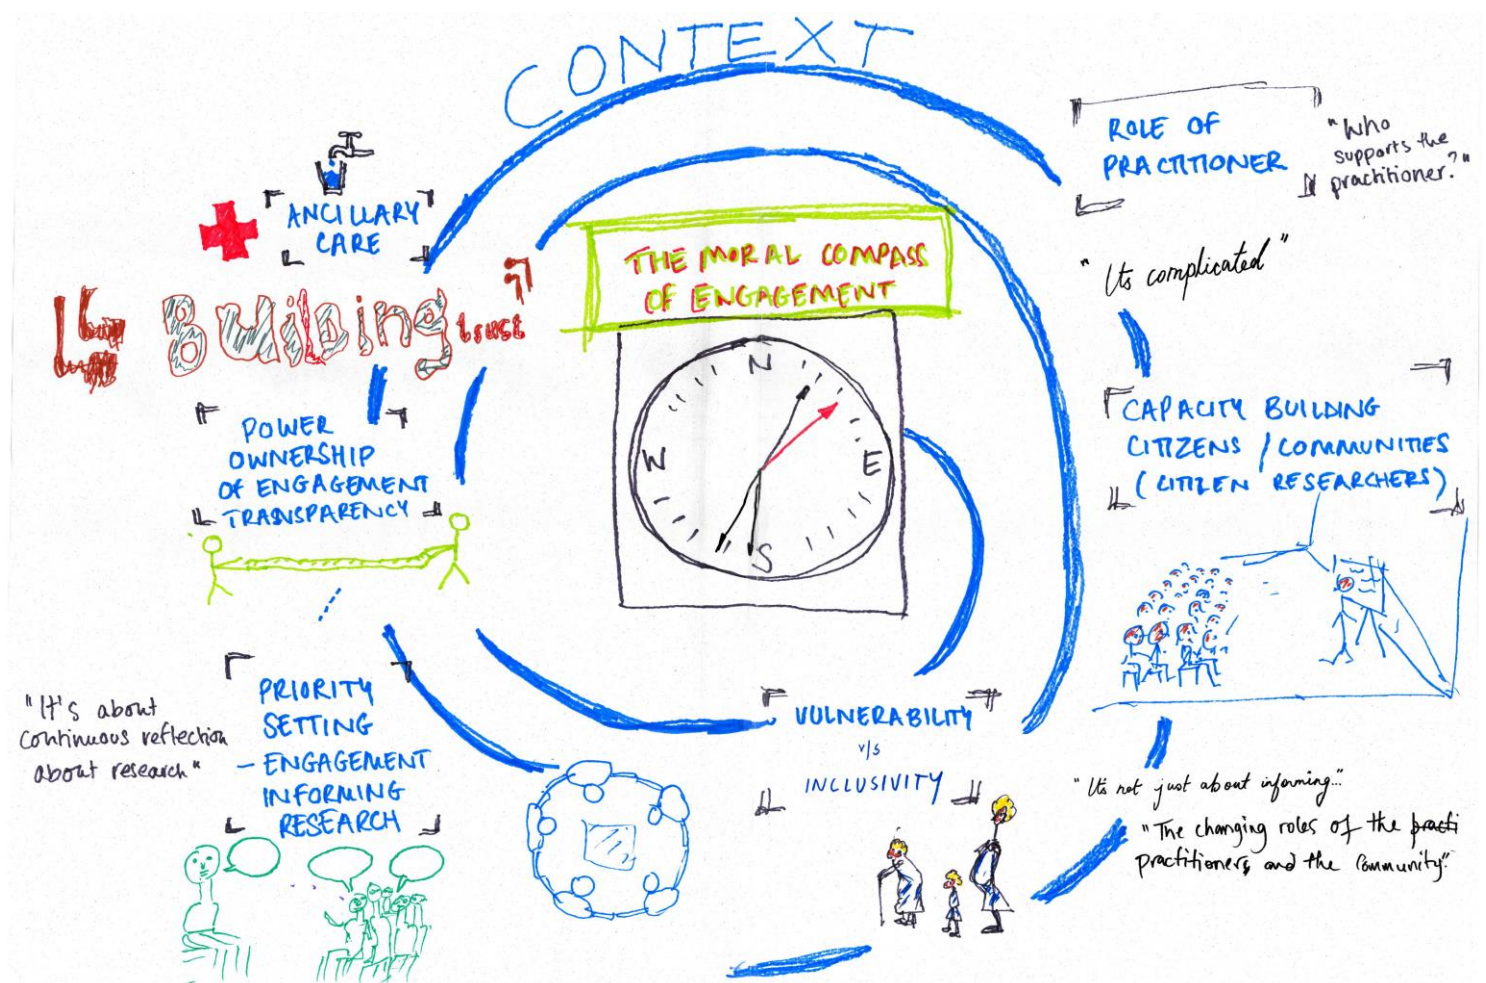 CONTEXT
ROLE OF
PRACTITIONER
"Who
supports the
practitioner?"
ANCILLARY
CARE
THE MORAL COMPASS
OF ENGAGEMENT
"Its complicated"
Building trust
N
W
E
S
CAPACITY BUILDING
CITIZENS / COMMUNITIES
(CITIZEN RESEARCHERS)
POWER
OWNERSHIP
OF ENGAGEMENT
TRANSPARENCY
PRIORITY
SETTING
- ENGAGEMENT
INFORMING
RESEARCH
"It's about
continuous reflection
about research"
VULNERABILITY
v/s
INCLUSIVITY
"Its not just about informing..."
"The changing roles of the practi
practitioners, and the community"